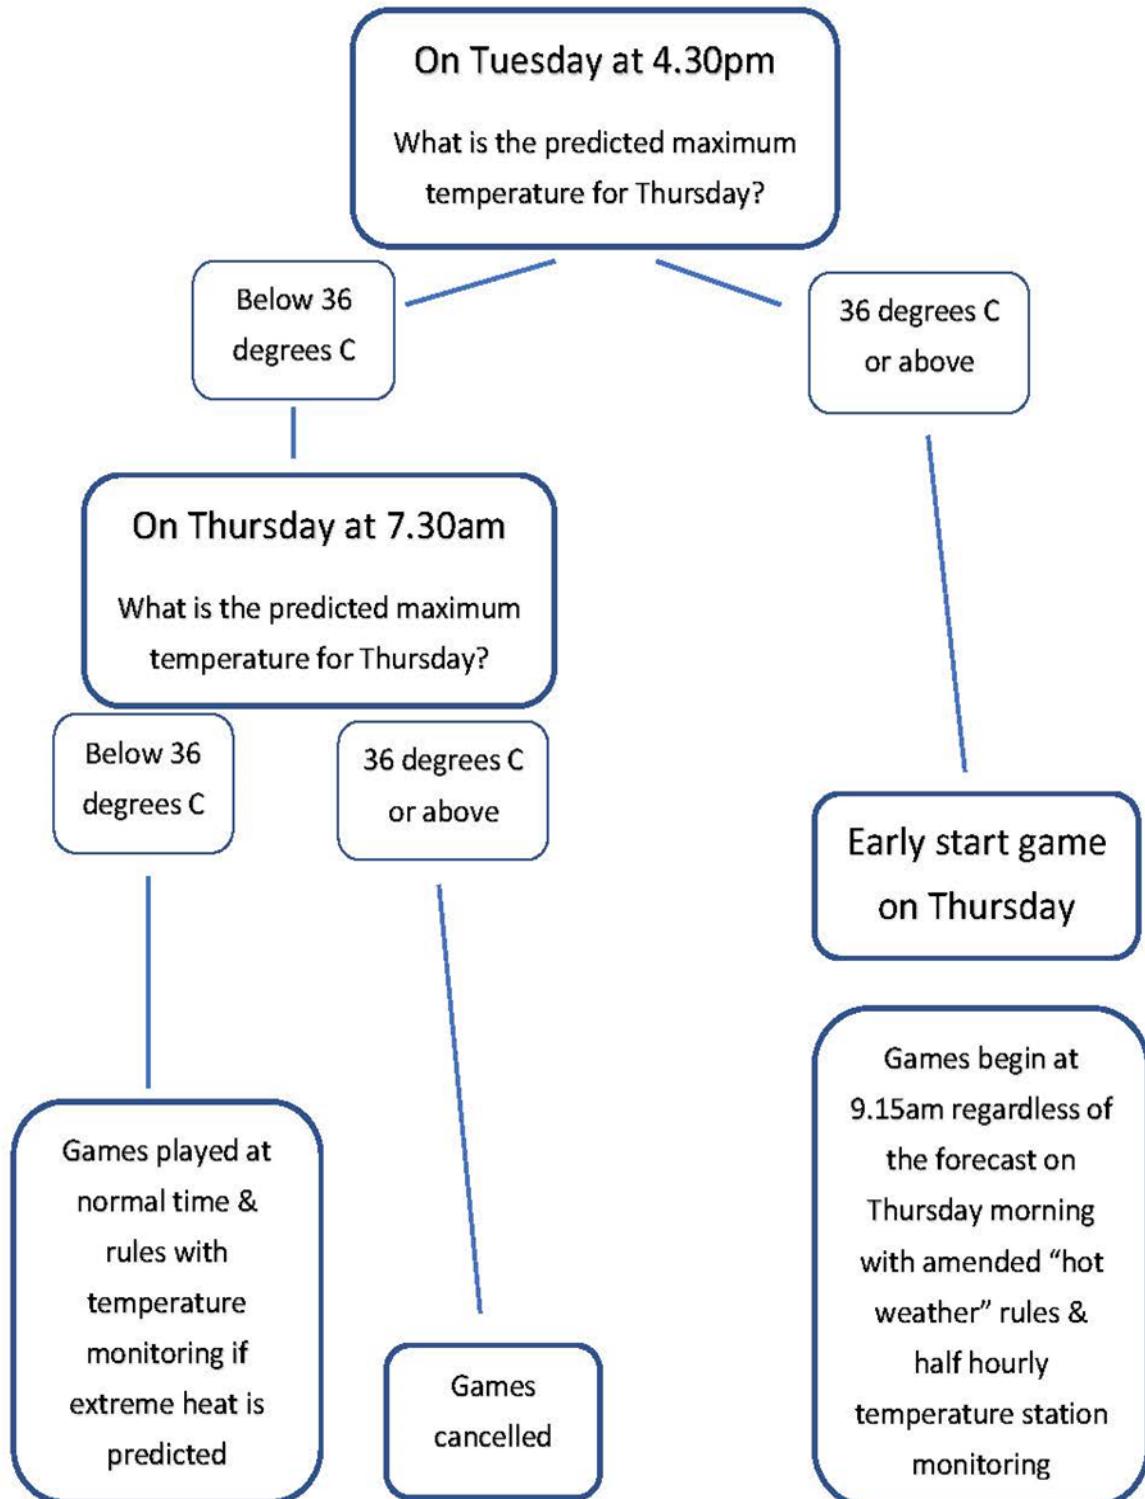 On Tuesday at 4.30pm
What is the predicted maximum
temperature for Thursday?
Below 36
degrees C
36 degrees C
or above
On Thursday at 7.30am
What is the predicted maximum
temperature for Thursday?
Below 36
degrees C
36 degrees C
or above
Early start game
on Thursday
Games played at
normal time &
rules with
temperature
monitoring if
extreme heat is
predicted
Games
cancelled
Games begin at
9.15am regardless of
the forecast on
Thursday morning
with amended “hot
weather” rules &
half hourly
temperature station
monitoring